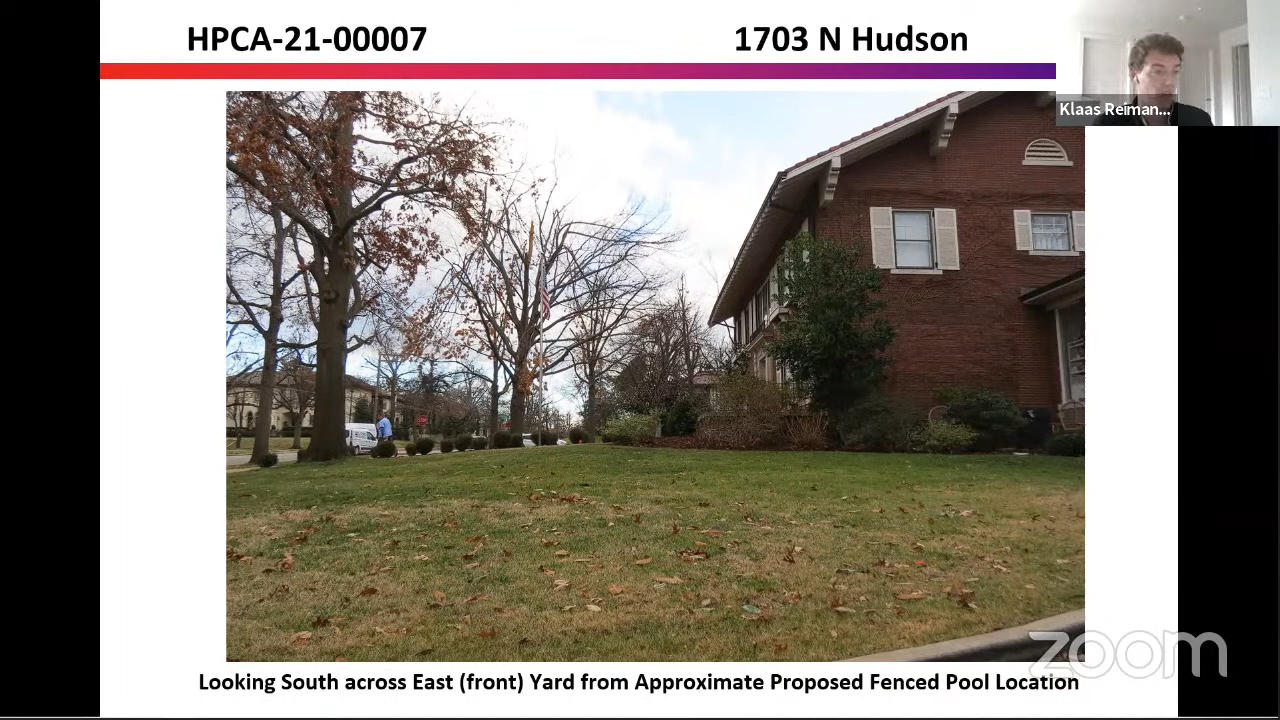 HPCA-21-00007
1703 N Hudson
Klaas Reiman...
STOP
Looking South across East (front) Yard from Approximate Proposed Fenced Pool Location
zoom